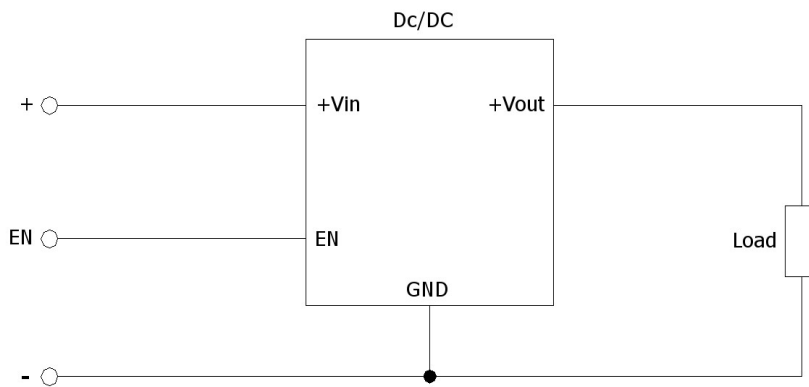 Dc/DC
+ +Vin +Vout
EN EN
Load
GND
-